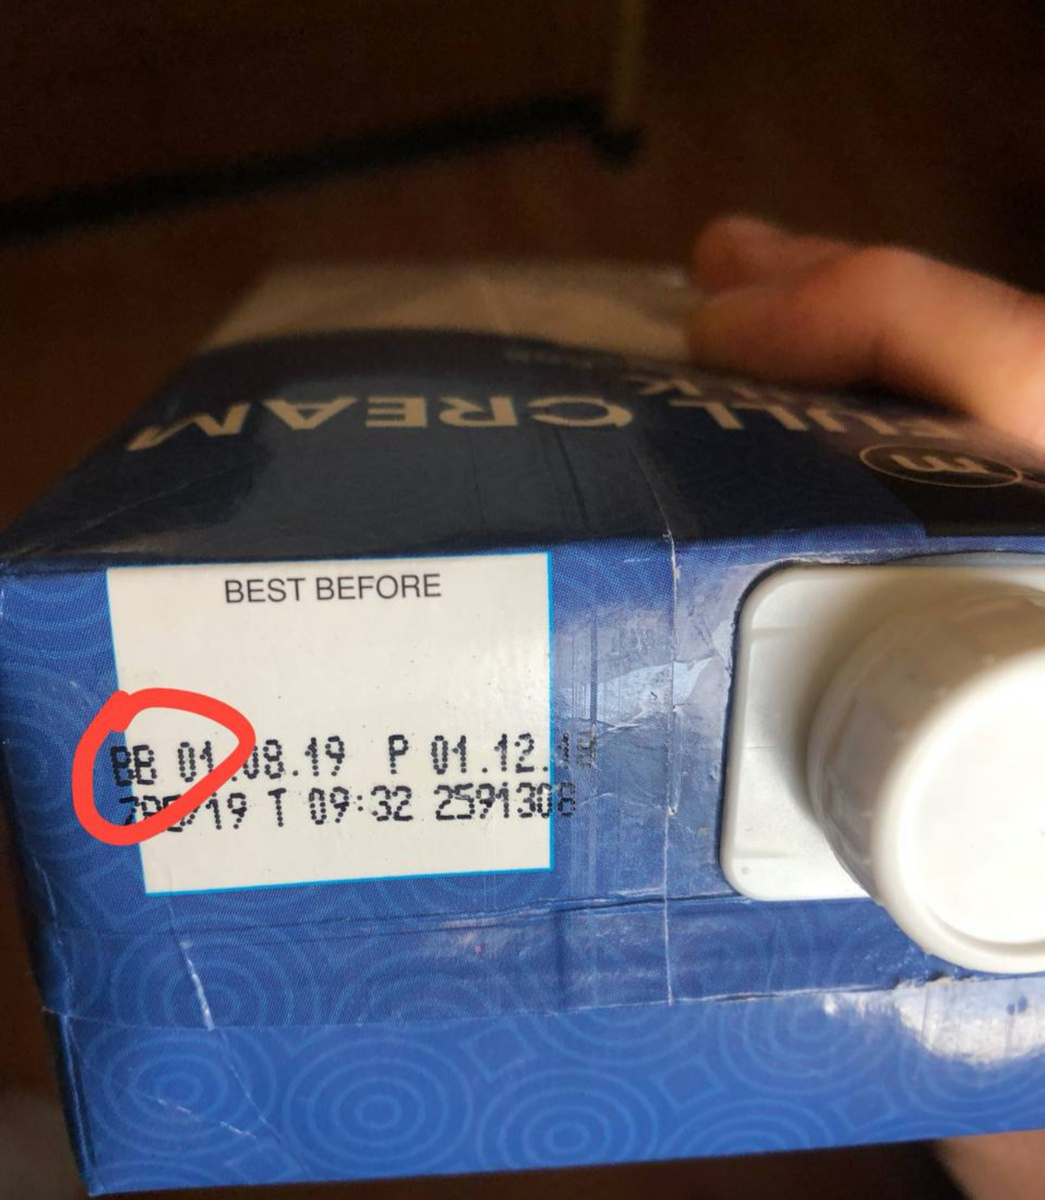 FULL CREAM
m
BEST BEFORE
BB 01.08.19 P 01.12.
/19 T 09:32 2591308